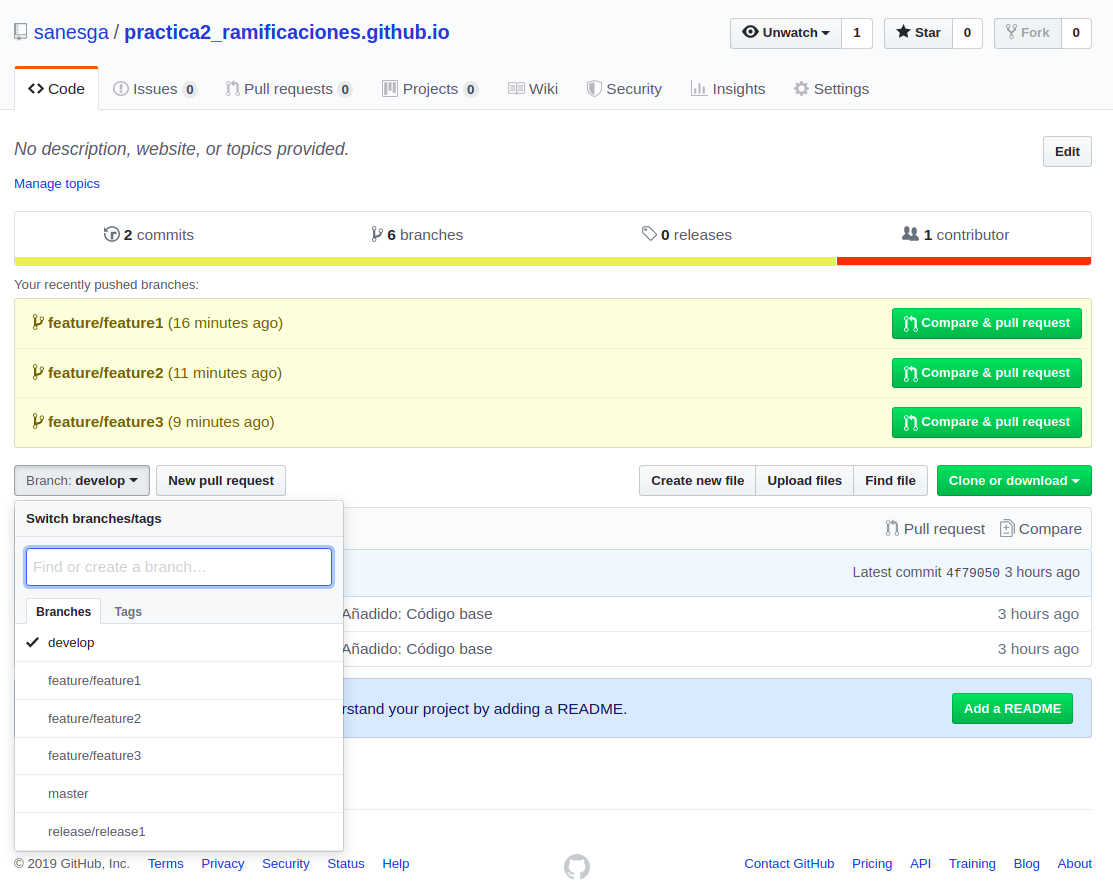 sanesga / practica2_ramificaciones.github.io
Unwatch 1 Star 0 Fork 0
Code Issues 0 Pull requests 0 Projects 0 Wiki Security Insights Settings
No description, website, or topics provided.
Edit
Manage topics
2 commits 6 branches 0 releases 1 contributor
Your recently pushed branches:
feature/feature1 (16 minutes ago) Compare & pull request
feature/feature2 (11 minutes ago) Compare & pull request
feature/feature3 (9 minutes ago) Compare & pull request
Branch: develop New pull request Create new file Upload files Find file Clone or download
Switch branches/tags
Pull request Compare
Find or create a branch…
Latest commit 4f79050 3 hours ago
Branches Tags
Añadido: Código base 3 hours ago
develop
Añadido: Código base 3 hours ago
feature/feature1
feature/feature2
rstand your project by adding a README. Add a README
feature/feature3
master
release/release1
© 2019 GitHub, Inc. Terms Privacy Security Status Help Contact GitHub Pricing API Training Blog About